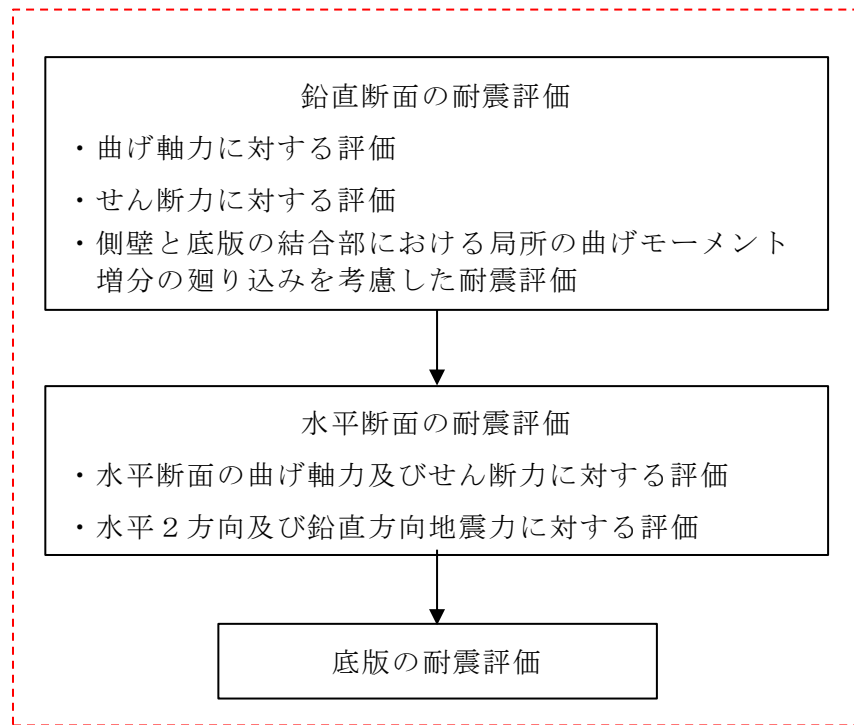 鉛直断面の耐震評価
・曲げ軸力に対する評価
・せん断力に対する評価
・側壁と底版の結合部における局所の曲げモーメント
増分の廻り込みを考慮した耐震評価
水平断面の耐震評価
・水平断面の曲げ軸力及びせん断力に対する評価
・水平２方向及び鉛直方向地震力に対する評価
底版の耐震評価